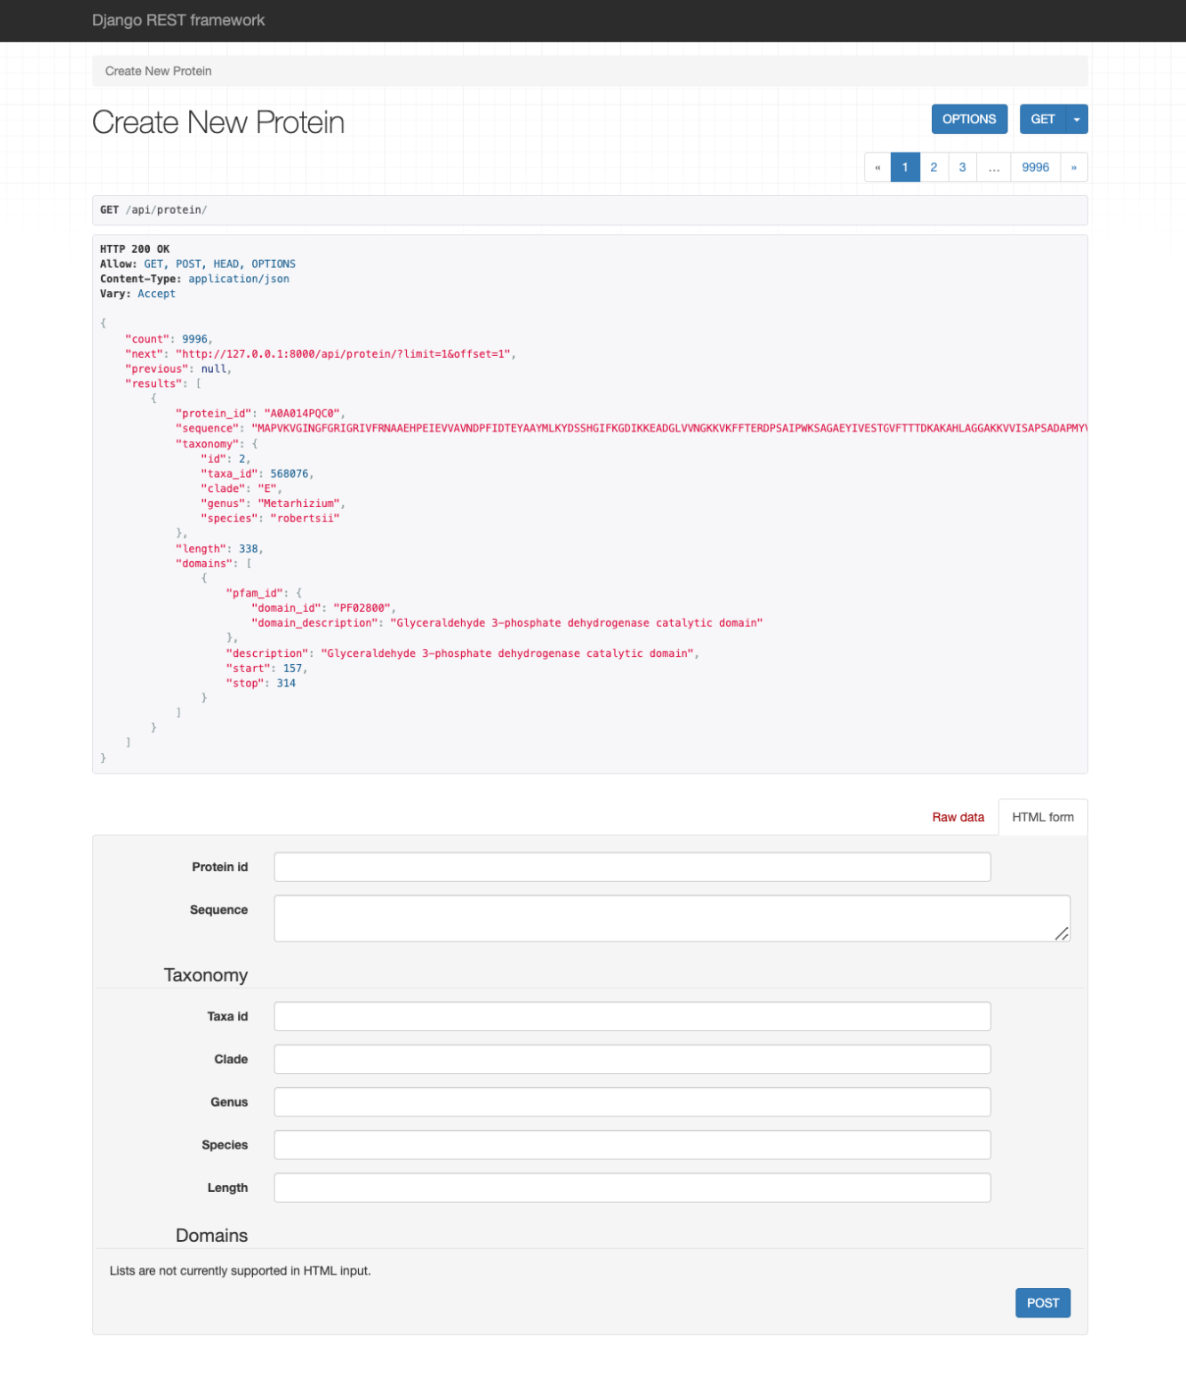 Django REST framework
Create New Protein
Create New Protein
OPTIONS GET
« 1 2 3 … 9996 »
GET /api/protein/
HTTP 200 OK
Allow: GET, POST, HEAD, OPTIONS
Content-Type: application/json
Vary: Accept
{
"count": 9996,
"next": "http://127.0.0.1:8000/api/protein/?limit=1&offset=1",
"previous": null,
"results": [
{
"protein_id": "A0A014PQC0",
"sequence": "MAPVKVGINGFGRIGRIVFRNAAEHPEIEVVAVNDPFIDTEYAAYMLKYDSSHGIFKGDIKKEADGLVVNGKKVKFFTERDPSAIPWKSAGAEYIVESTGVFTTTDKAKAHLAGGAKKVVISAPSADAPMYV
"taxonomy": {
"id": 2,
"taxa_id": 568076,
"clade": "E",
"genus": "Metarhizium",
"species": "robertsii"
},
"length": 338,
"domains": [
{
"pfam_id": {
"domain_id": "PF02800",
"domain_description": "Glyceraldehyde 3-phosphate dehydrogenase catalytic domain"
},
"description": "Glyceraldehyde 3-phosphate dehydrogenase catalytic domain",
"start": 157,
"stop": 314
}
]
}
]
}
Raw data HTML form
Protein id
Sequence
Taxonomy
Taxa id
Clade
Genus
Species
Length
Domains
Lists are not currently supported in HTML input.
POST